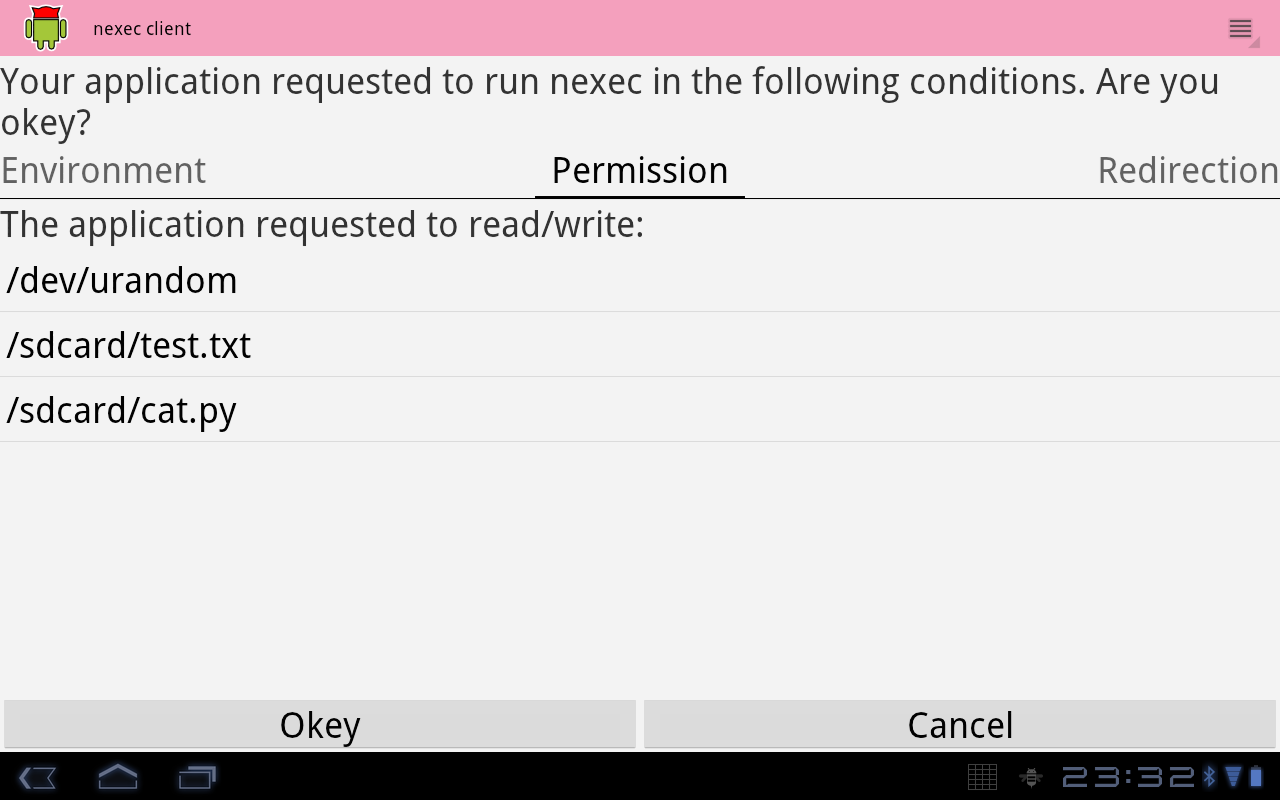 nexec client
Your application requested to run nexec in the following conditions. Are you
okey?
Environment Permission Redirection
The application requested to read/write:
/dev/urandom
/sdcard/test.txt
/sdcard/cat.py
Okey Cancel
23:32